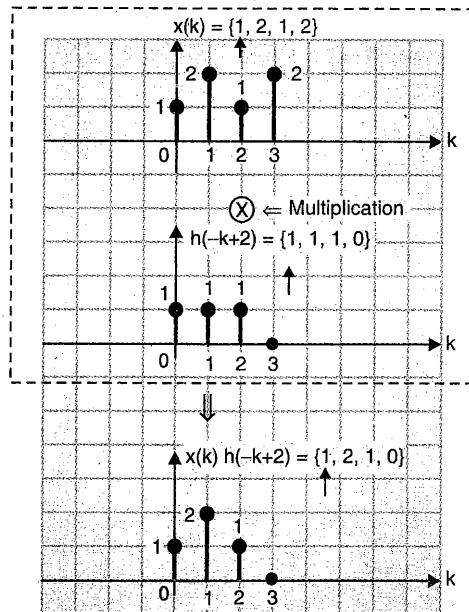 x(k) = {1, 2, 1, 2}
2 1 2
1
k
0 1 2 3
X ⇐ Multiplication
h(–k+2) = {1, 1, 1, 0}
1 1 1
k
0 1 2 3
⇓
x(k) h(–k+2) = {1, 2, 1, 0}
2 1
1
k
0 1 2 3